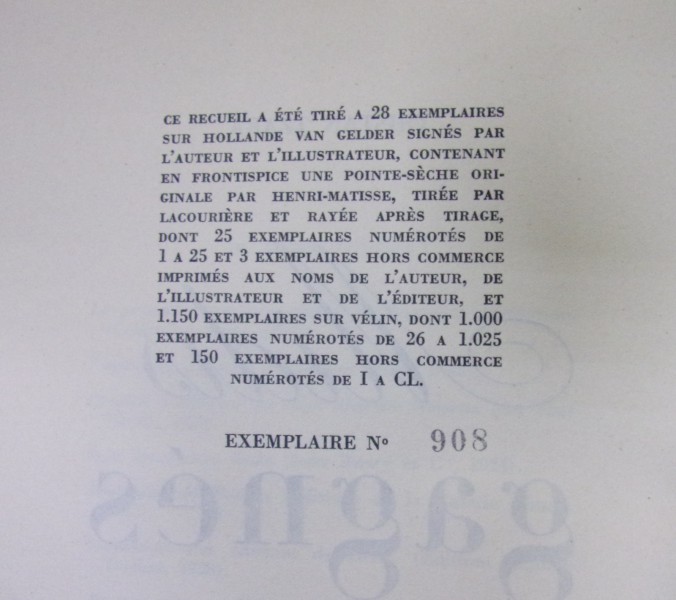 CE RECUEIL A ÉTÉ TIRÉ A 28 EXEMPLAIRES
SUR HOLLANDE VAN GELDER SIGNÉS PAR
L'AUTEUR ET L'ILLUSTRATEUR, CONTENANT
EN FRONTISPICE UNE POINTE-SÈCHE ORI-
GINALE PAR HENRI-MATISSE, TIRÉE PAR
LACOURIÈRE ET RAYÉE APRÈS TIRAGE,
DONT 25 EXEMPLAIRES NUMÉROTÉS DE
1 A 25 ET 3 EXEMPLAIRES HORS COMMERCE
IMPRIMÉS AUX NOMS DE L'AUTEUR, DE
L'ILLUSTRATEUR ET DE L'ÉDITEUR, ET
1.150 EXEMPLAIRES SUR VÉLIN, DONT 1.000
EXEMPLAIRES NUMÉROTÉS DE 26 A 1.025
ET 150 EXEMPLAIRES HORS COMMERCE
NUMÉROTÉS DE I A CL.
EXEMPLAIRE Nº 908
gagnés